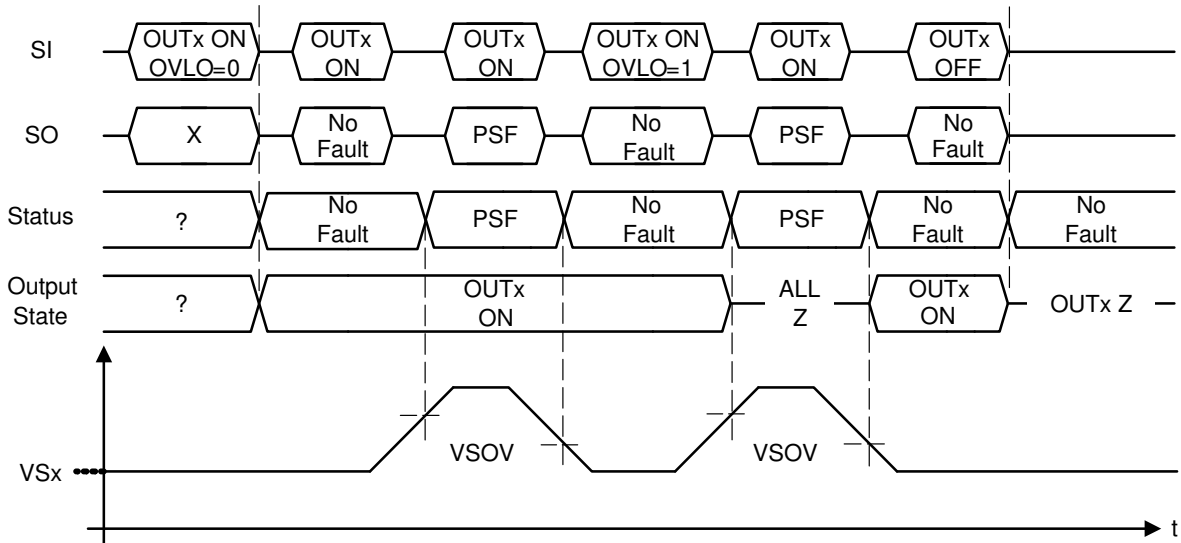 SI
OUTx ON
OVLO=0
OUTx
ON
OUTx
ON
OUTx ON
OVLO=1
OUTx
ON
OUTx
OFF
SO
X
No
Fault
PSF
No
Fault
PSF
No
Fault
Status
?
No
Fault
PSF
No
Fault
PSF
No
Fault
No
Fault
Output
State
?
OUTx
ON
ALL
Z
OUTx
ON
OUTx Z
VSx
VSOV
VSOV
t